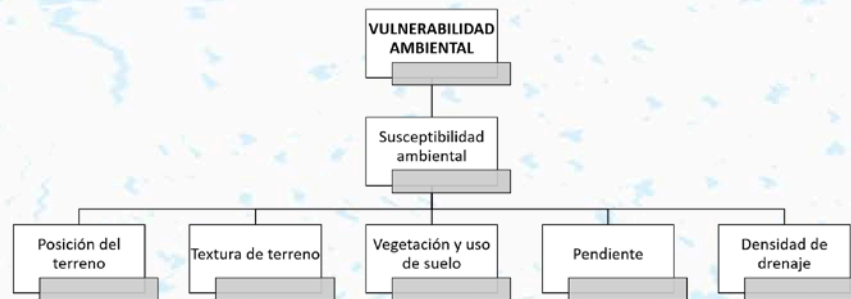 VULNERABILIDAD
AMBIENTAL
Susceptibilidad
ambiental
Posición del
terreno
Textura de terreno
Vegetación y uso
de suelo
Pendiente
Densidad de
drenaje